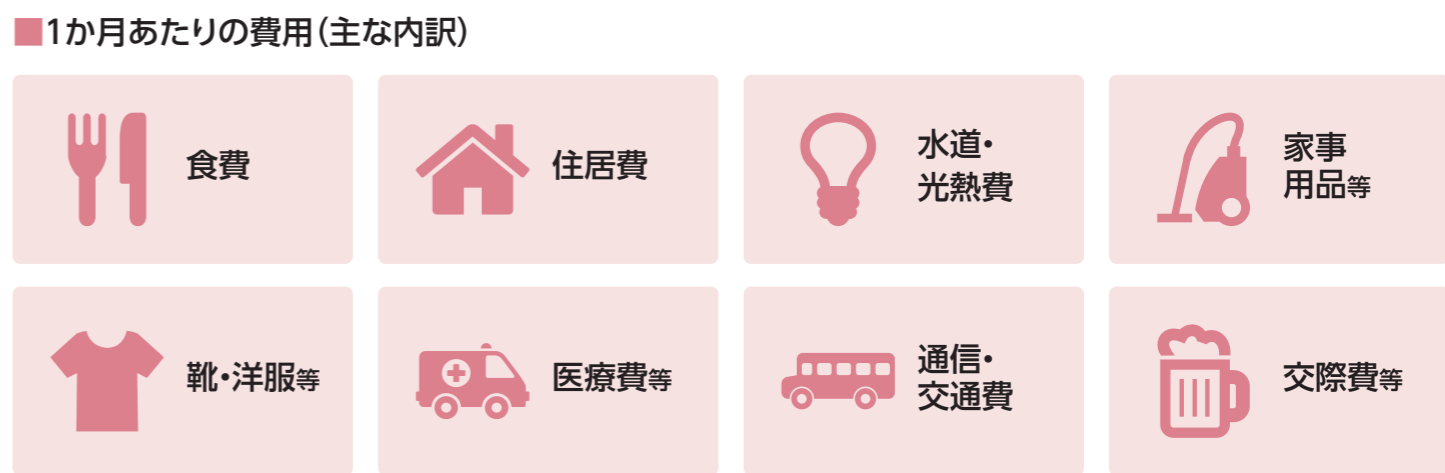 ■1か月あたりの費用(主な内訳)
食費
住居費
水道・
光熱費
家事
用品等
靴・洋服等
医療費等
通信・
交通費
交際費等